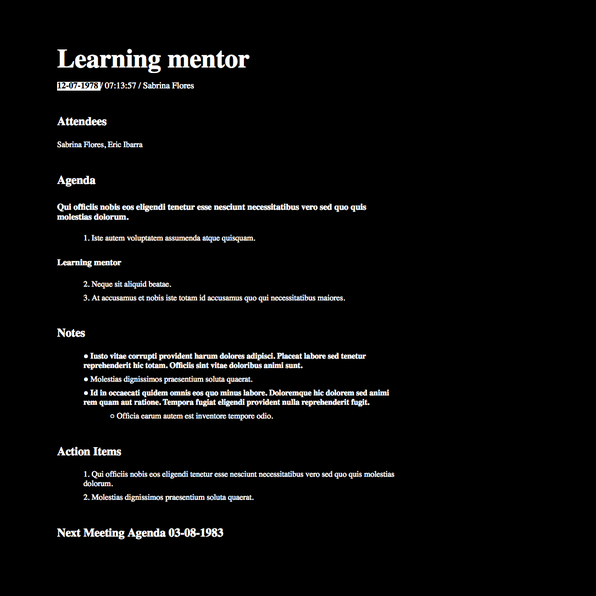 Learning mentor
12-07-1978 / 07:13:57 / Sabrina Flores
Attendees
Sabrina Flores, Eric Ibarra
Agenda
Qui officiis nobis eos eligendi tenetur esse nesciunt necessitatibus vero sed quo quis
molestias dolorum.
1. Iste autem voluptatem assumenda atque quisquam.
Learning mentor
2. Neque sit aliquid beatae.
3. At accusamus et nobis iste totam id accusamus quo qui necessitatibus maiores.
Notes
● Iusto vitae corrupti provident harum dolores adipisci. Placeat labore sed tenetur
reprehenderit hic totam. Officiis sint vitae doloribus animi sunt.
● Molestias dignissimos praesentium soluta quaerat.
● Id in occaecati quidem omnis eos quo minus labore. Doloremque hic dolorem sed animi
rem quam aut ratione. Tempora fugiat eligendi provident nulla reprehenderit fugit.
○ Officia earum autem est inventore tempore odio.
Action Items
1. Qui officiis nobis eos eligendi tenetur esse nesciunt necessitatibus vero sed quo quis molestias
dolorum.
2. Molestias dignissimos praesentium soluta quaerat.
Next Meeting Agenda 03-08-1983